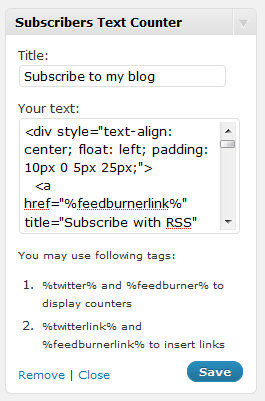 Subscribers Text Counter
Title:
Subscribe to my blog
Your text:
<div style="text-align:
center; float: left; padding:
10px 0 5px 25px;">
<a
href="%feedburnerlink%"
title="Subscribe with RSS"
You may use following tags:
1. %twitter% and %feedburner% to
display counters
2. %twitterlink% and
%feedburnerlink% to insert links
Remove | Close
Save